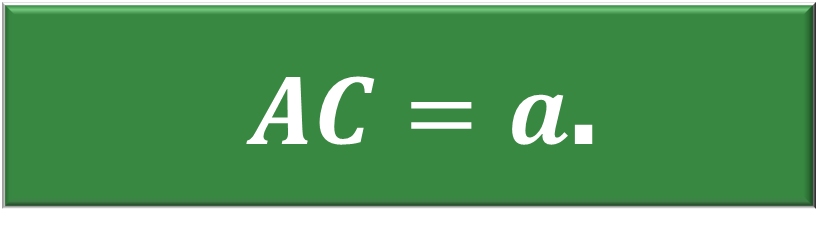 AC = a.